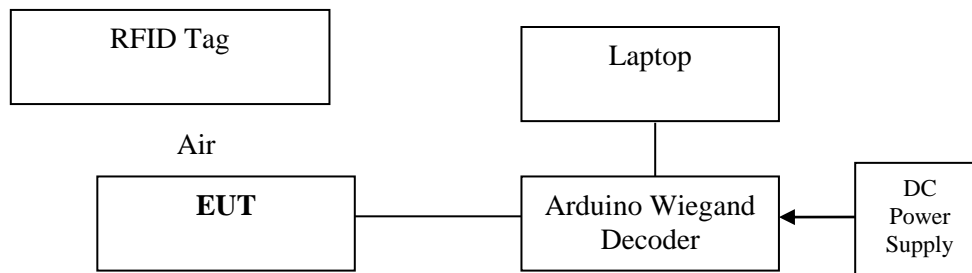 RFID Tag
Laptop
Air
EUT
Arduino Wiegand
Decoder
DC
Power
Supply